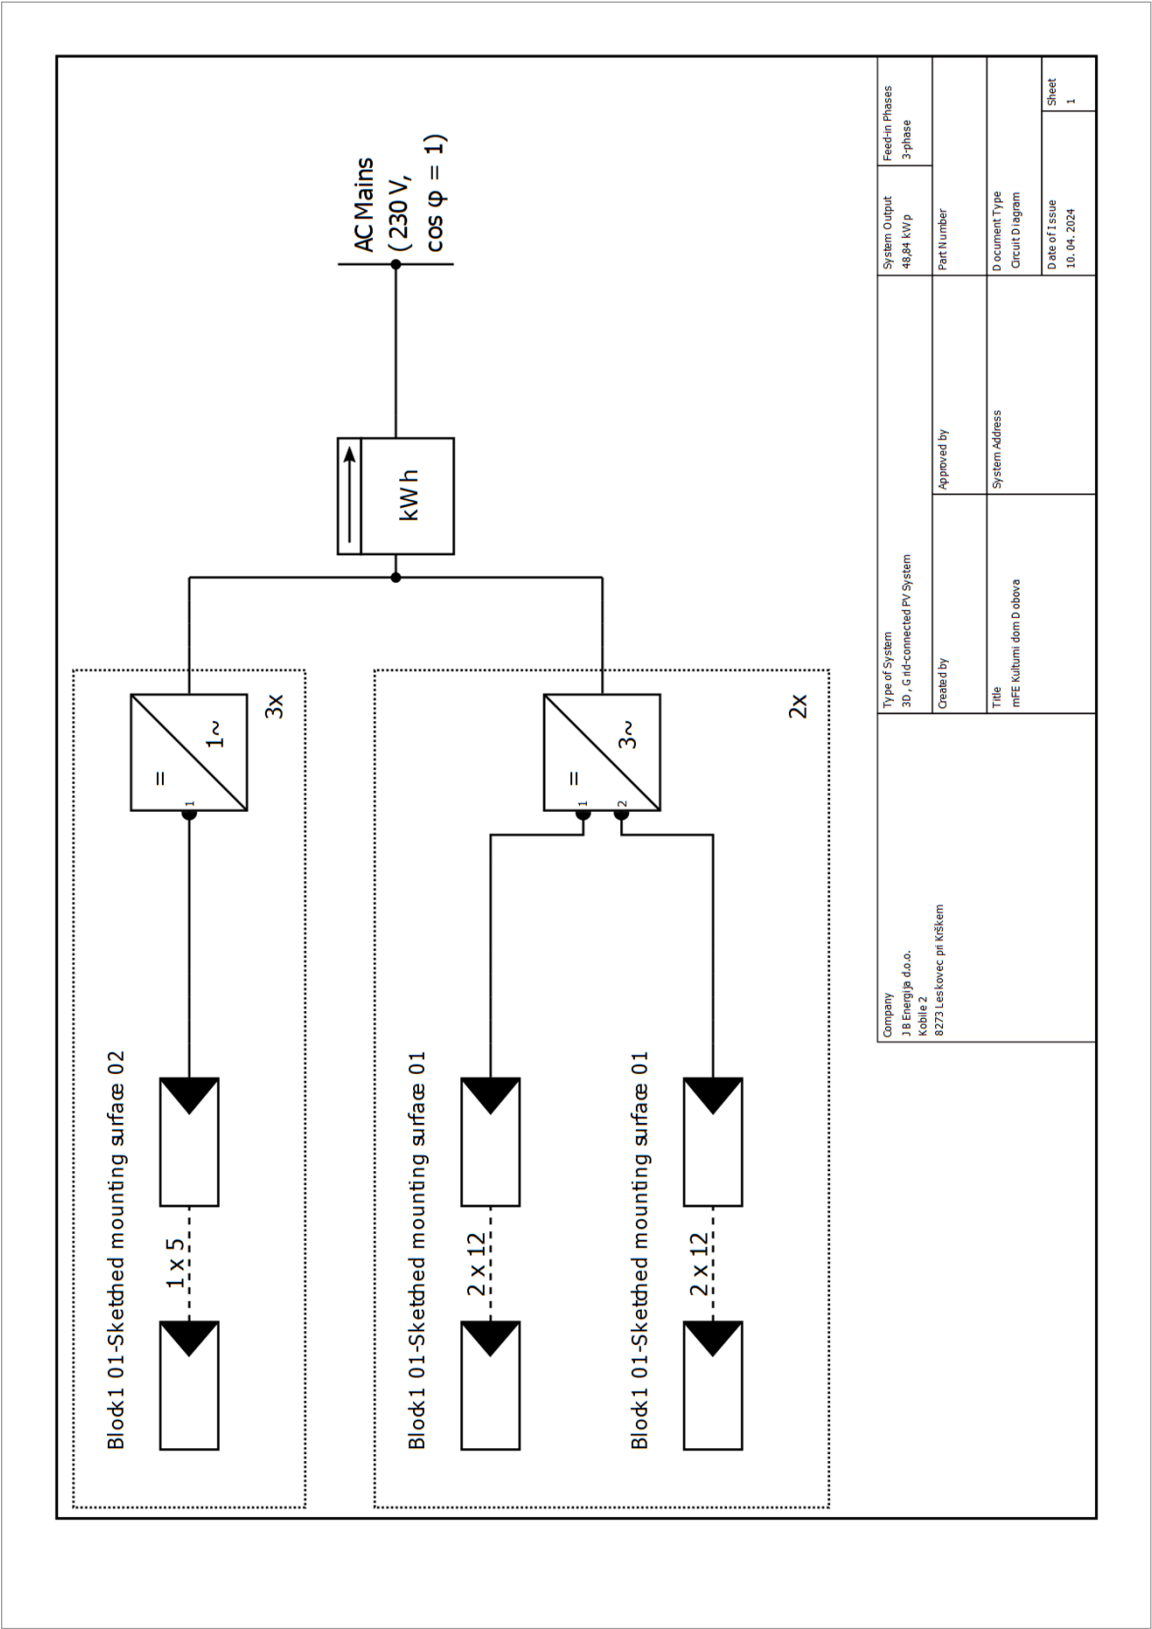 Block1 01-Sketched mounting surface 02
1 x 5
=
1~
1
3x
Block1 01-Sketched mounting surface 01
2 x 12
=
3~
1
2
2x
Block1 01-Sketched mounting surface 01
2 x 12
kWh
AC Mains
(230 V,
cos φ = 1)
Company
JB Energija d.o.o.
Kobile 2
8273 Leskovec pri Krškem
Type of System
3D, Grid-connected PV System
System Output
48,84 kWp
Feed-in Phases
3-phase
Created by
Approved by
Part Number
Title
mFE Kulturni dom Dobova
System Address
Document Type
Circuit Diagram
Date of Issue
10. 04. 2024
Sheet
1